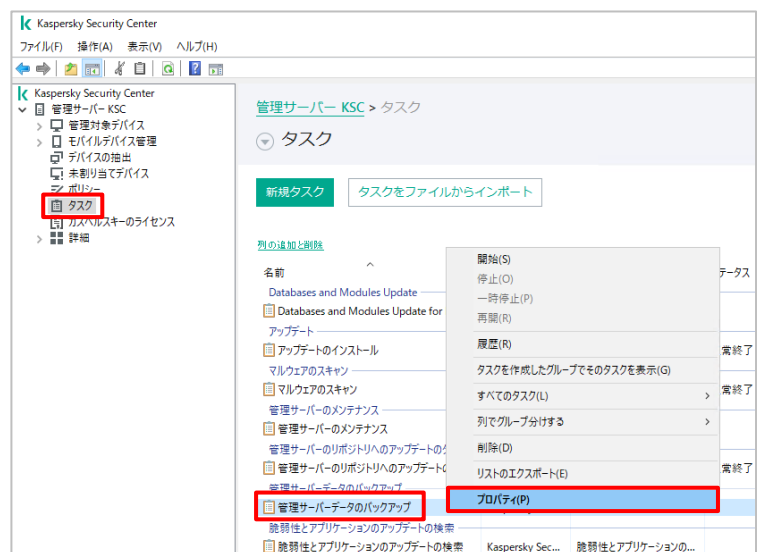 Kaspersky Security Center
ファイル(F) 操作(A) 表示(V) ヘルプ(H)
Kaspersky Security Center
管理サーバー KSC
管理対象デバイス
モバイルデバイス管理
デバイスの抽出
未割り当てデバイス
ポリシー
タスク
カスペルスキーのライセンス
詳細
管理サーバー KSC > タスク
タスク
新規タスク タスクをファイルからインポート
列の追加と削除
名前
テータス
Databases and Modules Update
Databases and Modules Update for
アップデート
アップデートのインストール
常終了
マルウェアのスキャン
マルウェアのスキャン
常終了
管理サーバーのメンテナンス
管理サーバーのメンテナンス
管理サーバーのリポジトリへのアップデートの
管理サーバーのリポジトリへのアップデート
常終了
管理サーバーデータのバックアップ
管理サーバーデータのバックアップ
脆弱性とアプリケーションのアップデートの検索
脆弱性とアプリケーションのアップデートの検索 Kaspersky Sec... 脆弱性とアプリケーションの...
開始(S)
停止(O)
一時停止(P)
再開(R)
履歴(R)
タスクを作成したグループでそのタスクを表示(G)
すべてのタスク(L)
列でグループ分けする
削除(D)
リストのエクスポート(E)
プロパティ(P)